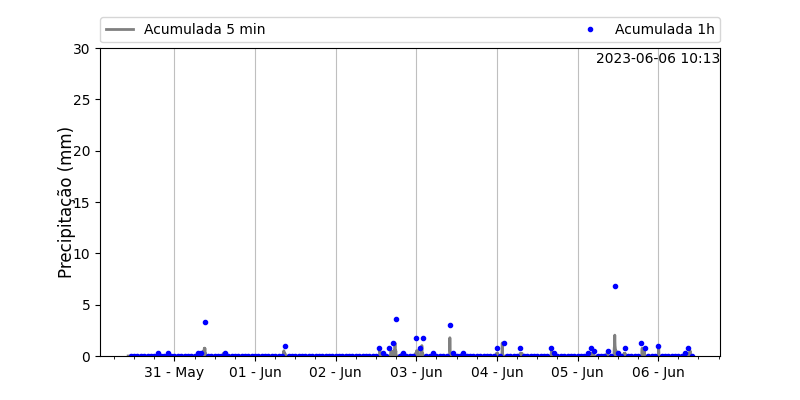 Acumulada 5 min
Acumulada 1h
2023-06-06 10:13
Precipitação (mm)
30
25
20
15
10
5
0
31 - May
01 - Jun
02 - Jun
03 - Jun
04 - Jun
05 - Jun
06 - Jun